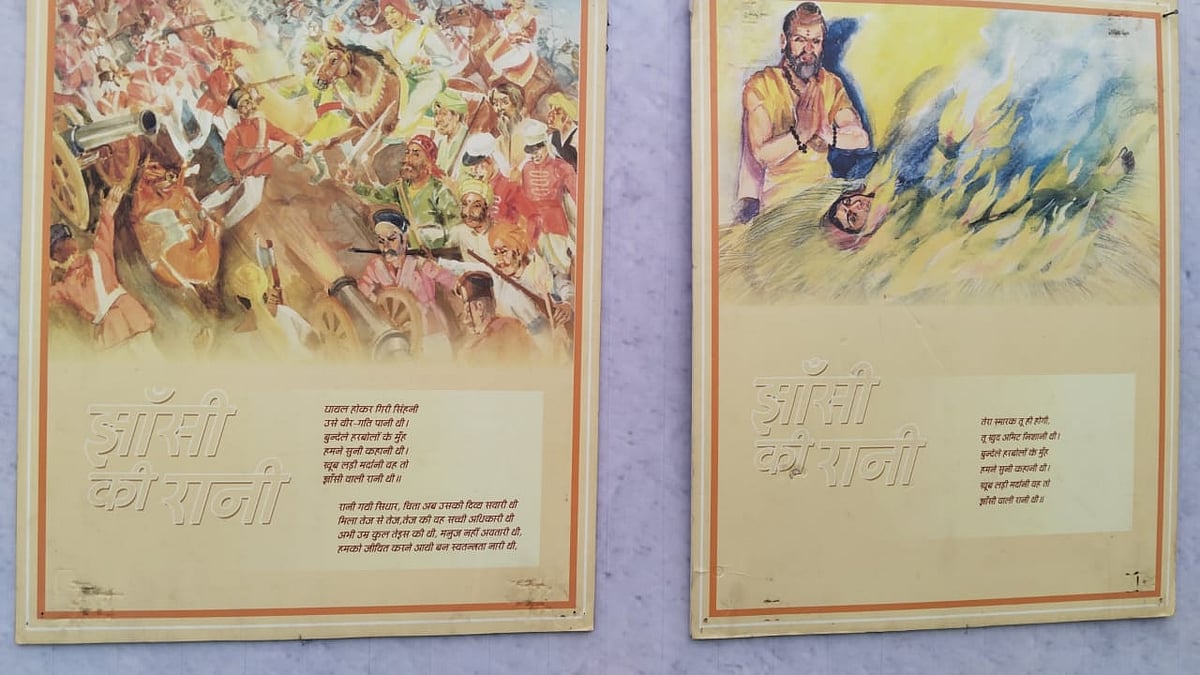 झाँसी
की रानी
घायल होकर गिरी सिंहनी
उसे वीर-गति पानी थी।
बुन्देले हरबोलों के मुँह
हमने सुनी कहानी थी।
खूब लड़ी मर्दानी वह तो
झाँसी वाली रानी थी॥
रानी गयी सिधार, चिता अब उसकी दिव्य सवारी थी
मिला तेज से तेज,तेज की वह सच्ची अधिकारी थी
अभी उम्र कुल तेइस की थी, मनुज नहीं अवतारी थी,
हमको जीवित करने आयी बन स्वतन्त्रता नारी थी,
झाँसी
की रानी
तेरा स्मारक तू ही होगी,
तू खुद अमिट निशानी थी।
बुन्देले हरबोलों के मुँह
हमने सुनी कहानी थी।
खूब लड़ी मर्दानी वह तो
झाँसी वाली रानी थी॥